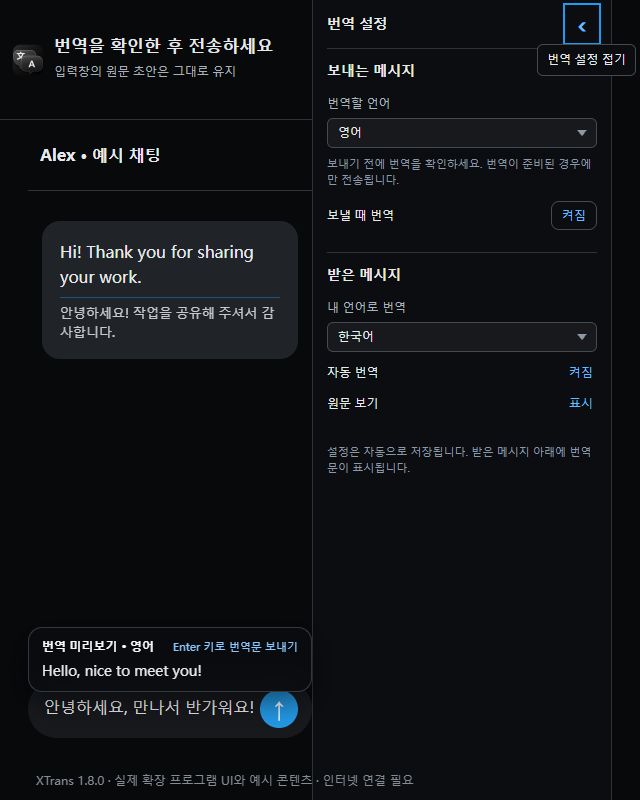 번역을 확인한 후 전송하세요
입력창의 원문 초안은 그대로 유지
Alex • 예시 채팅
Hi! Thank you for sharing
your work.
안녕하세요! 작업을 공유해 주셔서 감
사합니다.
번역 미리보기 • 영어
Enter 키로 번역문 보내기
Hello, nice to meet you!
안녕하세요, 만나서 반가워요!
번역 설정
번역 설정 접기
보내는 메시지
번역할 언어
영어
보내기 전에 번역을 확인하세요. 번역이 준비된 경우에
만 전송됩니다.
보낼 때 번역
켜짐
받은 메시지
내 언어로 번역
한국어
자동 번역
켜짐
원문 보기
표시
설정은 자동으로 저장됩니다. 받은 메시지 아래에 번역
문이 표시됩니다.
XTrans 1.8.0 · 실제 확장 프로그램 UI와 예시 콘텐츠 · 인터넷 연결 필요